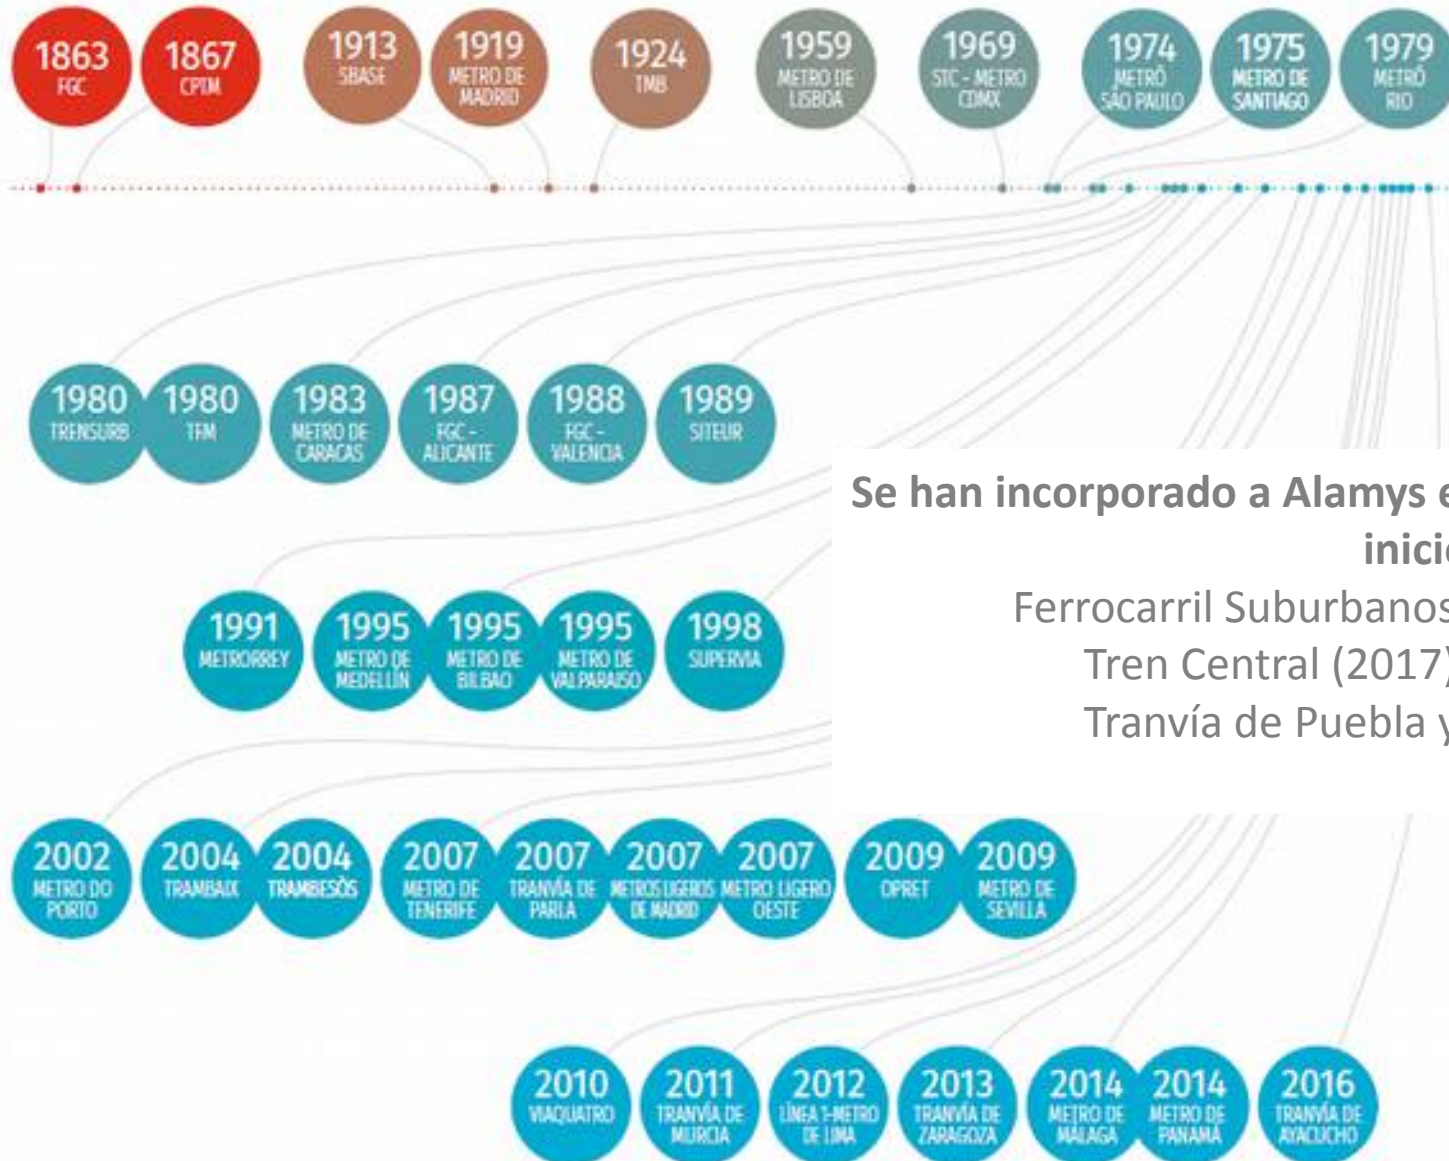 1863
FGC
1867
CPTM
1913
SBASE
1919
METRO DE
MADRID
1924
TMB
1959
METRO DE
LISBOA
1969
STC - METRO
CDMX
1974
METRÔ
SÃO PAULO
1975
METRO DE
SANTIAGO
1979
METRÔ
RIO
1980
TRENSURB
1980
TFM
1983
METRO DE
CARACAS
1987
FGC -
ALICANTE
1988
FGC -
VALENCIA
1989
SITEUR
Se han incorporado a Alamys e
inicio
Ferrocarril Suburbanos
Tren Central (2017)
Tranvía de Puebla y
1991
METRORREY
1995
METRO DE
MEDELLÍN
1995
METRO DE
BILBAO
1995
METRO DE
VALPARAISO
1998
SUPERVIA
2002
METRO DO
PORTO
2004
TRAMBAIX
2004
TRAMBESÒS
2007
METRO DE
TENERIFE
2007
TRANVÍA DE
PARLA
2007
METROS LIGEROS
DE MADRID
2007
METRO LIGERO
OESTE
2009
OPRET
2009
METRO DE
SEVILLA
2010
VIAQUATRO
2011
TRANVÍA DE
MURCIA
2012
LÍNEA 1-METRO
DE LIMA
2013
TRANVÍA DE
ZARAGOZA
2014
METRO DE
MÁLAGA
2014
METRO DE
PANAMÁ
2016
TRANVÍA DE
AYACUCHO